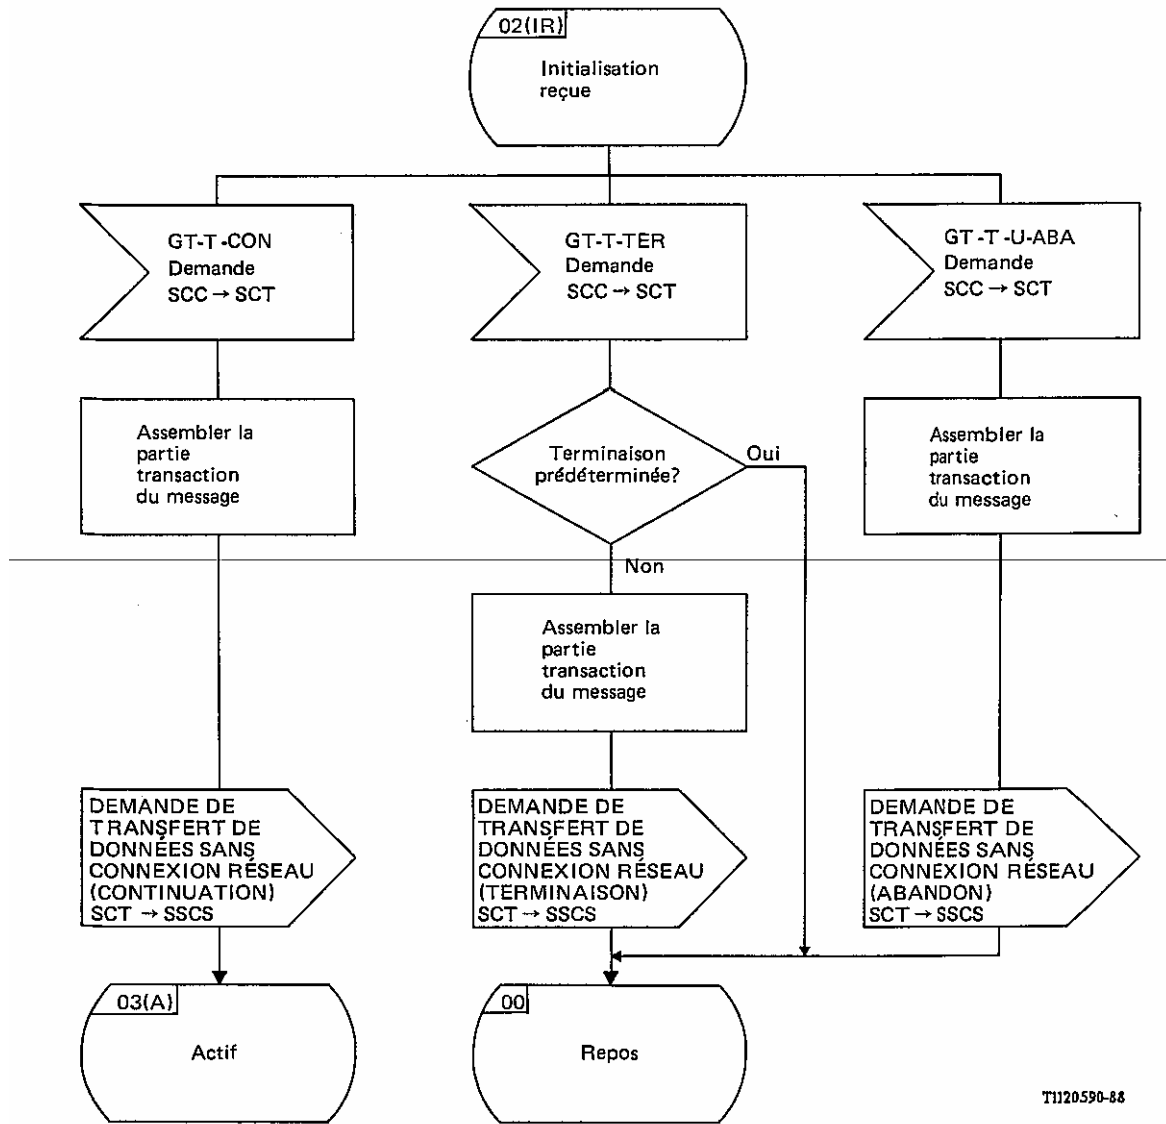 02(IR)
Initialisation
reçue
GT-T-CON
Demande
SCC → SCT
GT-T-TER
Demande
SCC → SCT
GT-T-U-ABA
Demande
SCC → SCT
Assembler la
partie
transaction
du message
Terminaison
prédéterminée?
Oui
Assembler la
partie
transaction
du message
Non
Assembler la
partie
transaction
du message
DEMANDE DE
TRANSFERT DE
DONNÉES SANS
CONNEXION RÉSEAU
(CONTINUATION)
SCT → SSCS
DEMANDE DE
TRANSFERT DE
DONNÉES SANS
CONNEXION RÉSEAU
(TERMINAISON)
SCT → SSCS
DEMANDE DE
TRANSFERT DE
DONNÉES SANS
CONNEXION RÉSEAU
(ABANDON)
SCT → SSCS
03(A)
Actif
00
Repos
T1120590-88